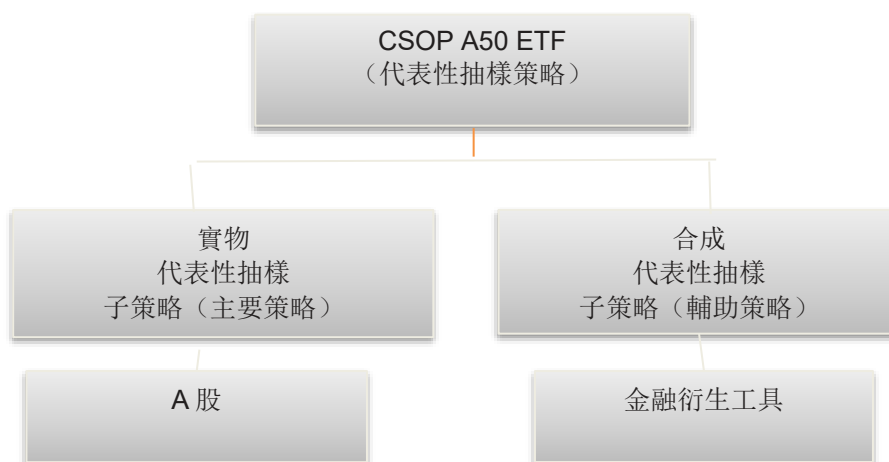 CSOP A50 ETF
（代表性抽樣策略）
實物
代表性抽樣
子策略（主要策略）
合成
代表性抽樣
子策略（輔助策略）
A 股
金融衍生工具